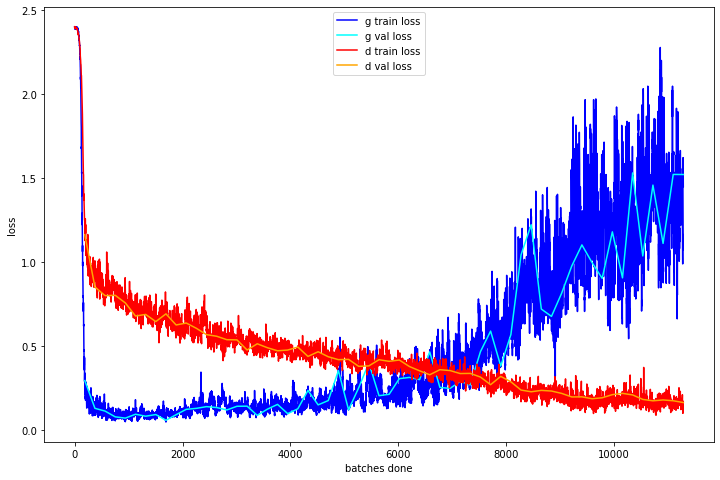 g train loss
g val loss
d train loss
d val loss
2.5
2.0
1.5
1.0
0.5
0.0
loss
0 2000 4000 6000 8000 10000
batches done